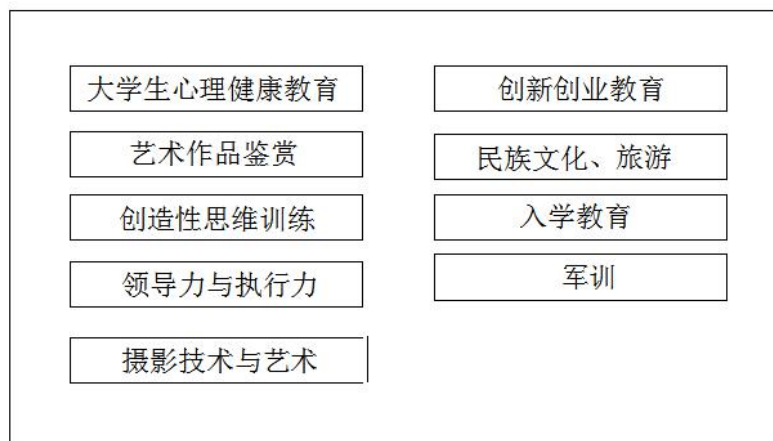 大学生心理健康教育
艺术作品鉴赏
创造性思维训练
领导力与执行力
摄影技术与艺术
创新创业教育
民族文化、旅游
入学教育
军训